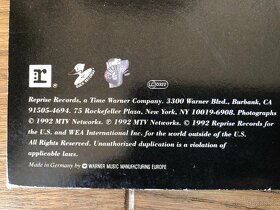 r
LC 0322
Reprise Records, a Time Warner Company. 3300 Warner Blvd., Burbank, CA
91505-4694. 75 Rockefeller Plaza, New York, NY 10019-6908. Photographs
© 1992 MTV Networks. ℗ 1992 MTV Networks. © 1992 Reprise Records for
the U.S. and WEA International Inc. for the world outside of the U.S.
All Rights Reserved. Unauthorized duplication is a violation of
applicable laws.
Made in Germany by WARNER MUSIC MANUFACTURING EUROPE